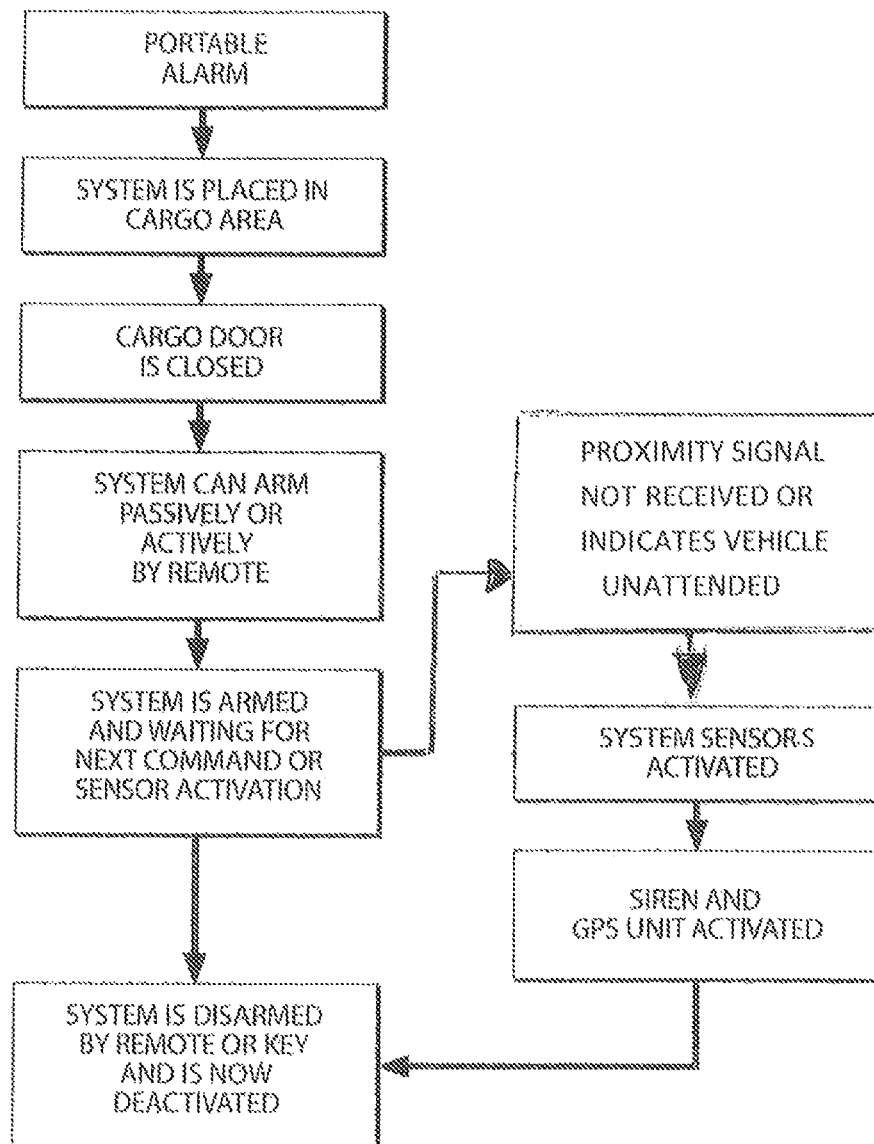 PORTABLE
ALARM
SYSTEM IS PLACED IN
CARGO AREA
CARGO DOOR
IS CLOSED
SYSTEM CAN ARM
PASSIVELY OR
ACTIVELY
BY REMOTE
SYSTEM IS ARMED
AND WAITING FOR
NEXT COMMAND OR
SENSOR ACTIVATION
PROXIMITY SIGNAL
NOT RECEIVED OR
INDICATES VEHICLE
UNATTENDED
SYSTEM SENSORS
ACTIVATED
SIREN AND
GPS UNIT ACTIVATED
SYSTEM IS DISARMED
BY REMOTE OR KEY
AND IS NOW
DEACTIVATED